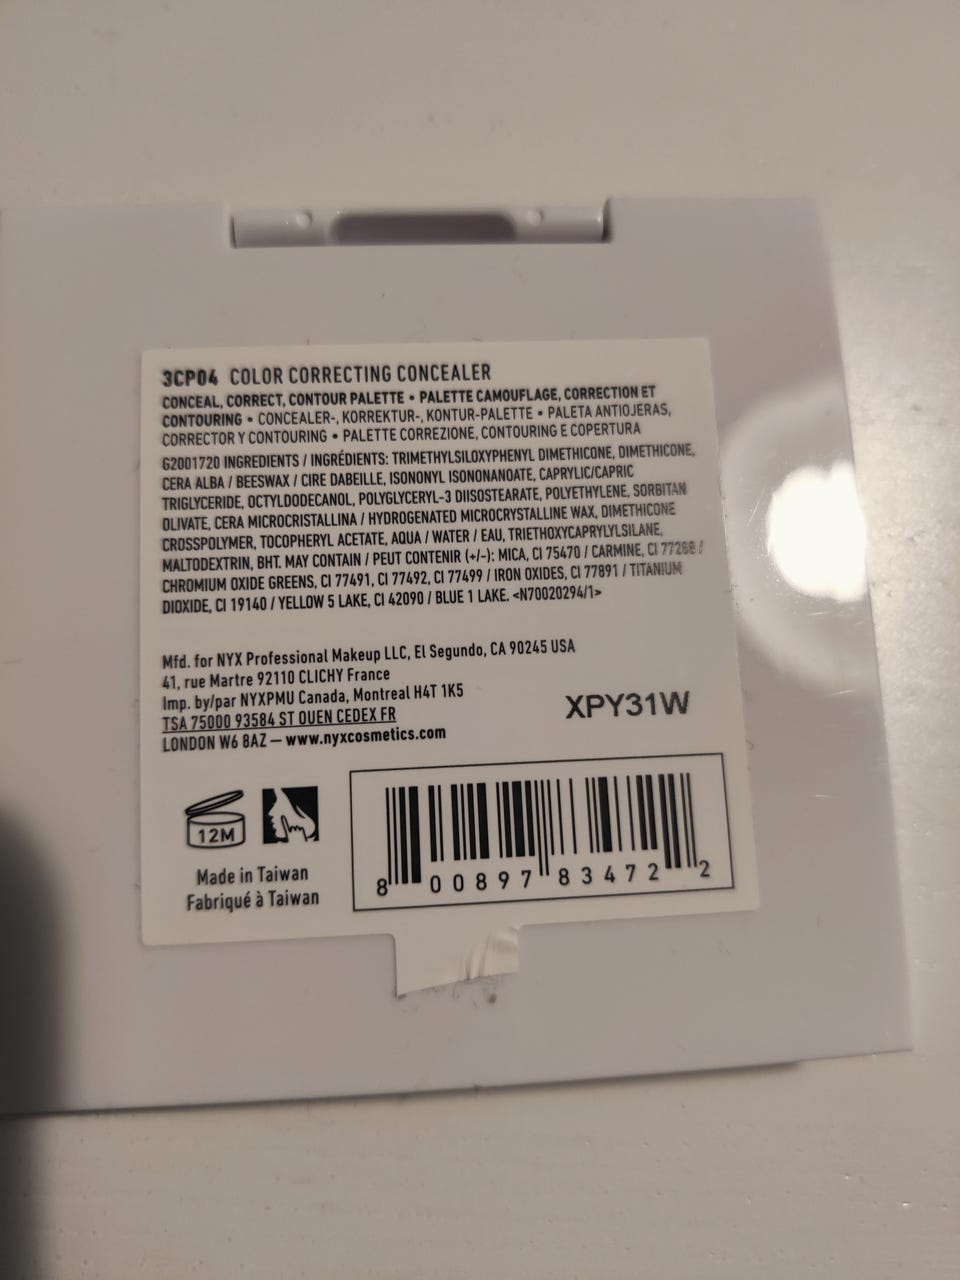 3CP04 COLOR CORRECTING CONCEALER
CONCEAL, CORRECT, CONTOUR PALETTE • PALETTE CAMOUFLAGE, CORRECTION ET
CONTOURING • CONCEALER-, KORREKTUR-, KONTUR-PALETTE • PALETA ANTIOJERAS,
CORRECTOR Y CONTOURING • PALETTE CORREZIONE, CONTOURING E COPERTURA
G2001720 INGREDIENTS / INGRÉDIENTS: TRIMETHYLSILOXYPHENYL DIMETHICONE, DIMETHICONE,
CERA ALBA / BEESWAX / CIRE DABEILLE, ISONONYL ISONONANOATE, CAPRYLIC/CAPRIC
TRIGLYCERIDE, OCTYLDODECANOL, POLYGLYCERYL-3 DIISOSTEARATE, POLYETHYLENE, SORBITAN
OLIVATE, CERA MICROCRISTALLINA / HYDROGENATED MICROCRYSTALLINE WAX, DIMETHICONE
CROSSPOLYMER, TOCOPHERYL ACETATE, AQUA / WATER / EAU, TRIETHOXYCAPRYLYLSILANE,
MALTODEXTRIN, BHT. MAY CONTAIN / PEUT CONTENIR (+/-): MICA, CI 75470 / CARMINE, CI 77288 /
CHROMIUM OXIDE GREENS, CI 77491, CI 77492, CI 77499 / IRON OXIDES, CI 77891 / TITANIUM
DIOXIDE, CI 19140 / YELLOW 5 LAKE, CI 42090 / BLUE 1 LAKE. <N70020294/1>
Mfd. for NYX Professional Makeup LLC, El Segundo, CA 90245 USA
41, rue Martre 92110 CLICHY France
Imp. by/par NYXPMU Canada, Montreal H4T 1K5
TSA 75000 93584 ST OUEN CEDEX FR
LONDON W6 8AZ – www.nyxcosmetics.com
XPY31W
12M
Made in Taiwan
Fabriqué à Taiwan
8 00897 83472 2